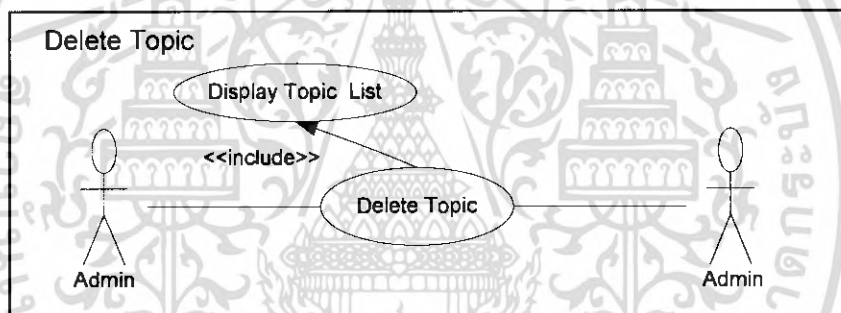 Delete Topic
Display Topic List
<<include>>
Delete Topic
Admin
Admin